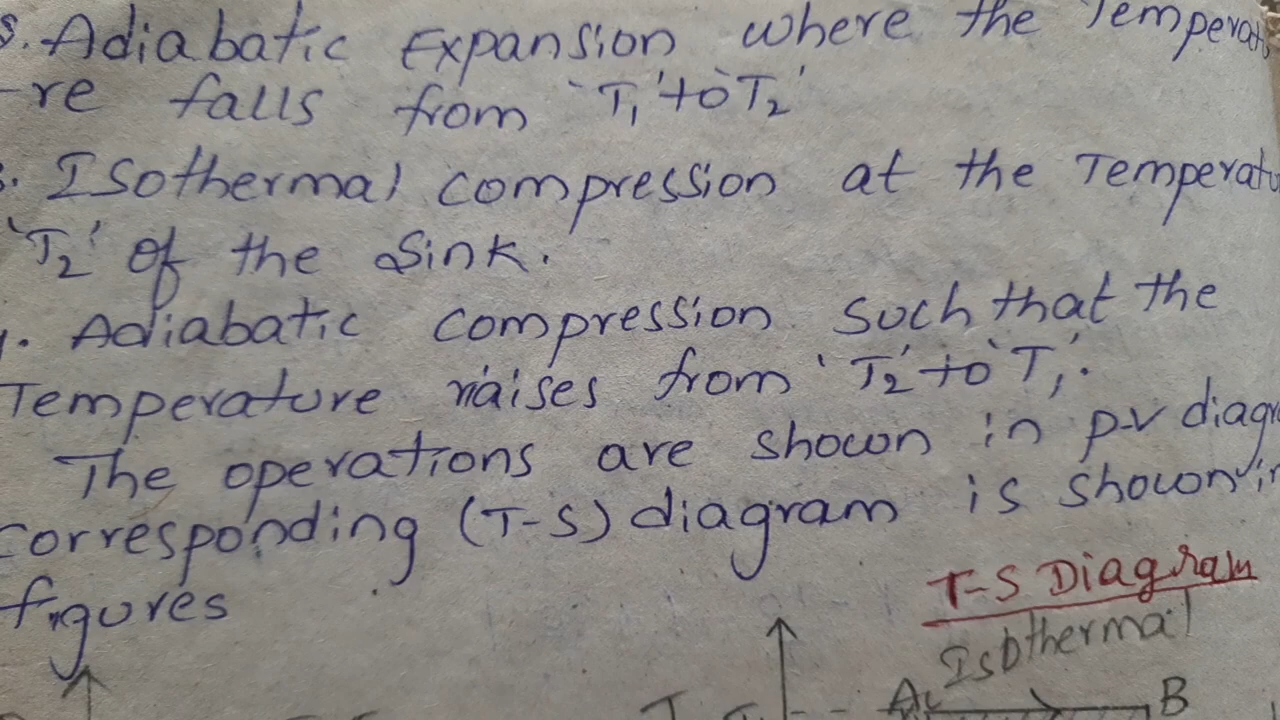 s. Adiabatic Expansion where the Temperatu
-re falls from 'T₁' to 'T₂'
3. Isothermal compression at the Temperatu
'T₂' of the Sink.
. Adiabatic compression such that the
Temperature raises from 'T₂' to 'T₁'.
The operations are shown in p-v diagra
corresponding (T-S) diagram is shown in
figures
T-S Diagram
Isothermal
A B